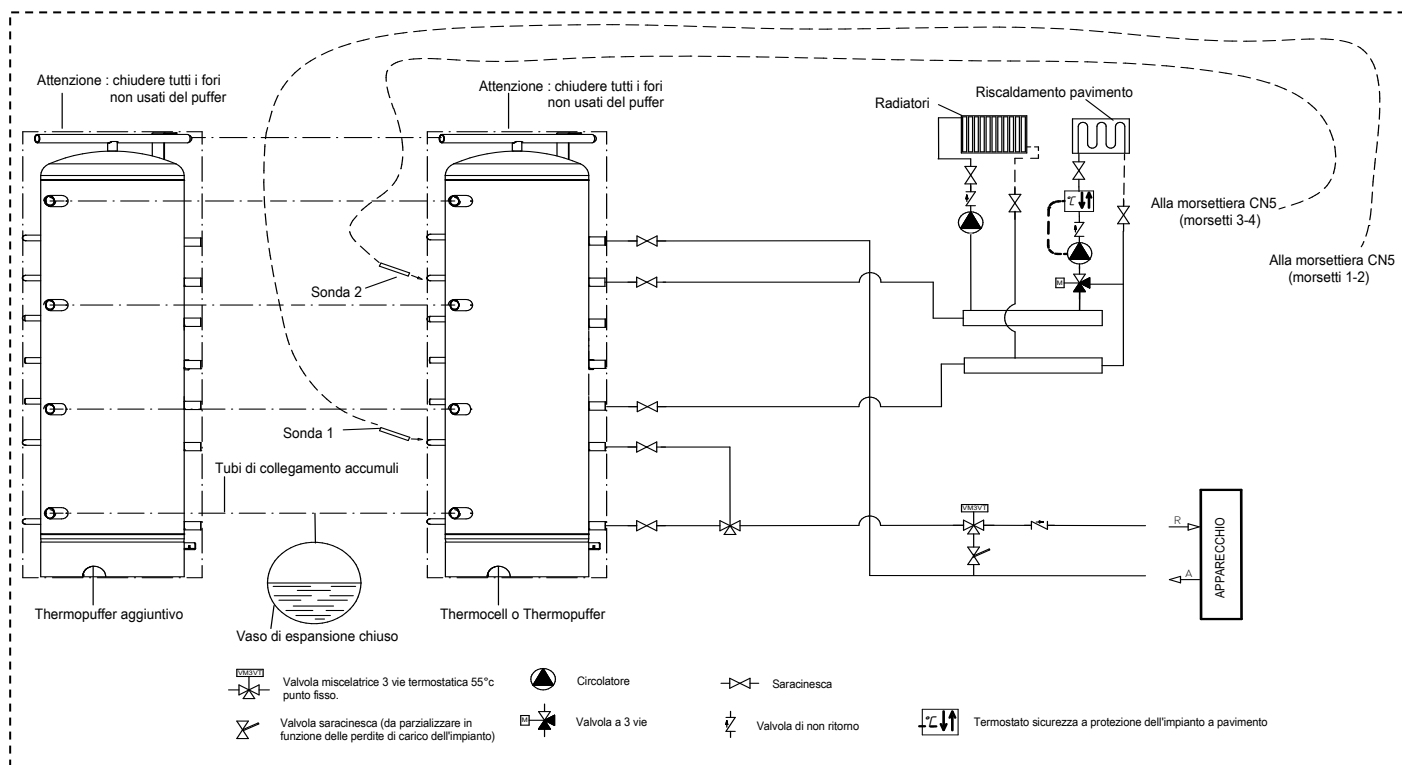 Attenzione : chiudere tutti i fori
non usati del puffer
Attenzione : chiudere tutti i fori
non usati del puffer
Radiatori
Riscaldamento pavimento
°C
M
Alla morsettiera CN5
(morsetti 3-4)
Alla morsettiera CN5
(morsetti 1-2)
Sonda 2
Sonda 1
Tubi di collegamento accumuli
VM3VT
R
A
APPARECCHIO
Thermopuffer aggiuntivo
Vaso di espansione chiuso
Thermocell o Thermopuffer
VM3VT
Valvola miscelatrice 3 vie termostatica 55°c
punto fisso.
Circolatore
Saracinesca
Valvola saracinesca (da parzializzare in
funzione delle perdite di carico dell'impianto)
M
Valvola a 3 vie
Valvola di non ritorno
°C
Termostato sicurezza a protezione dell'impianto a pavimento